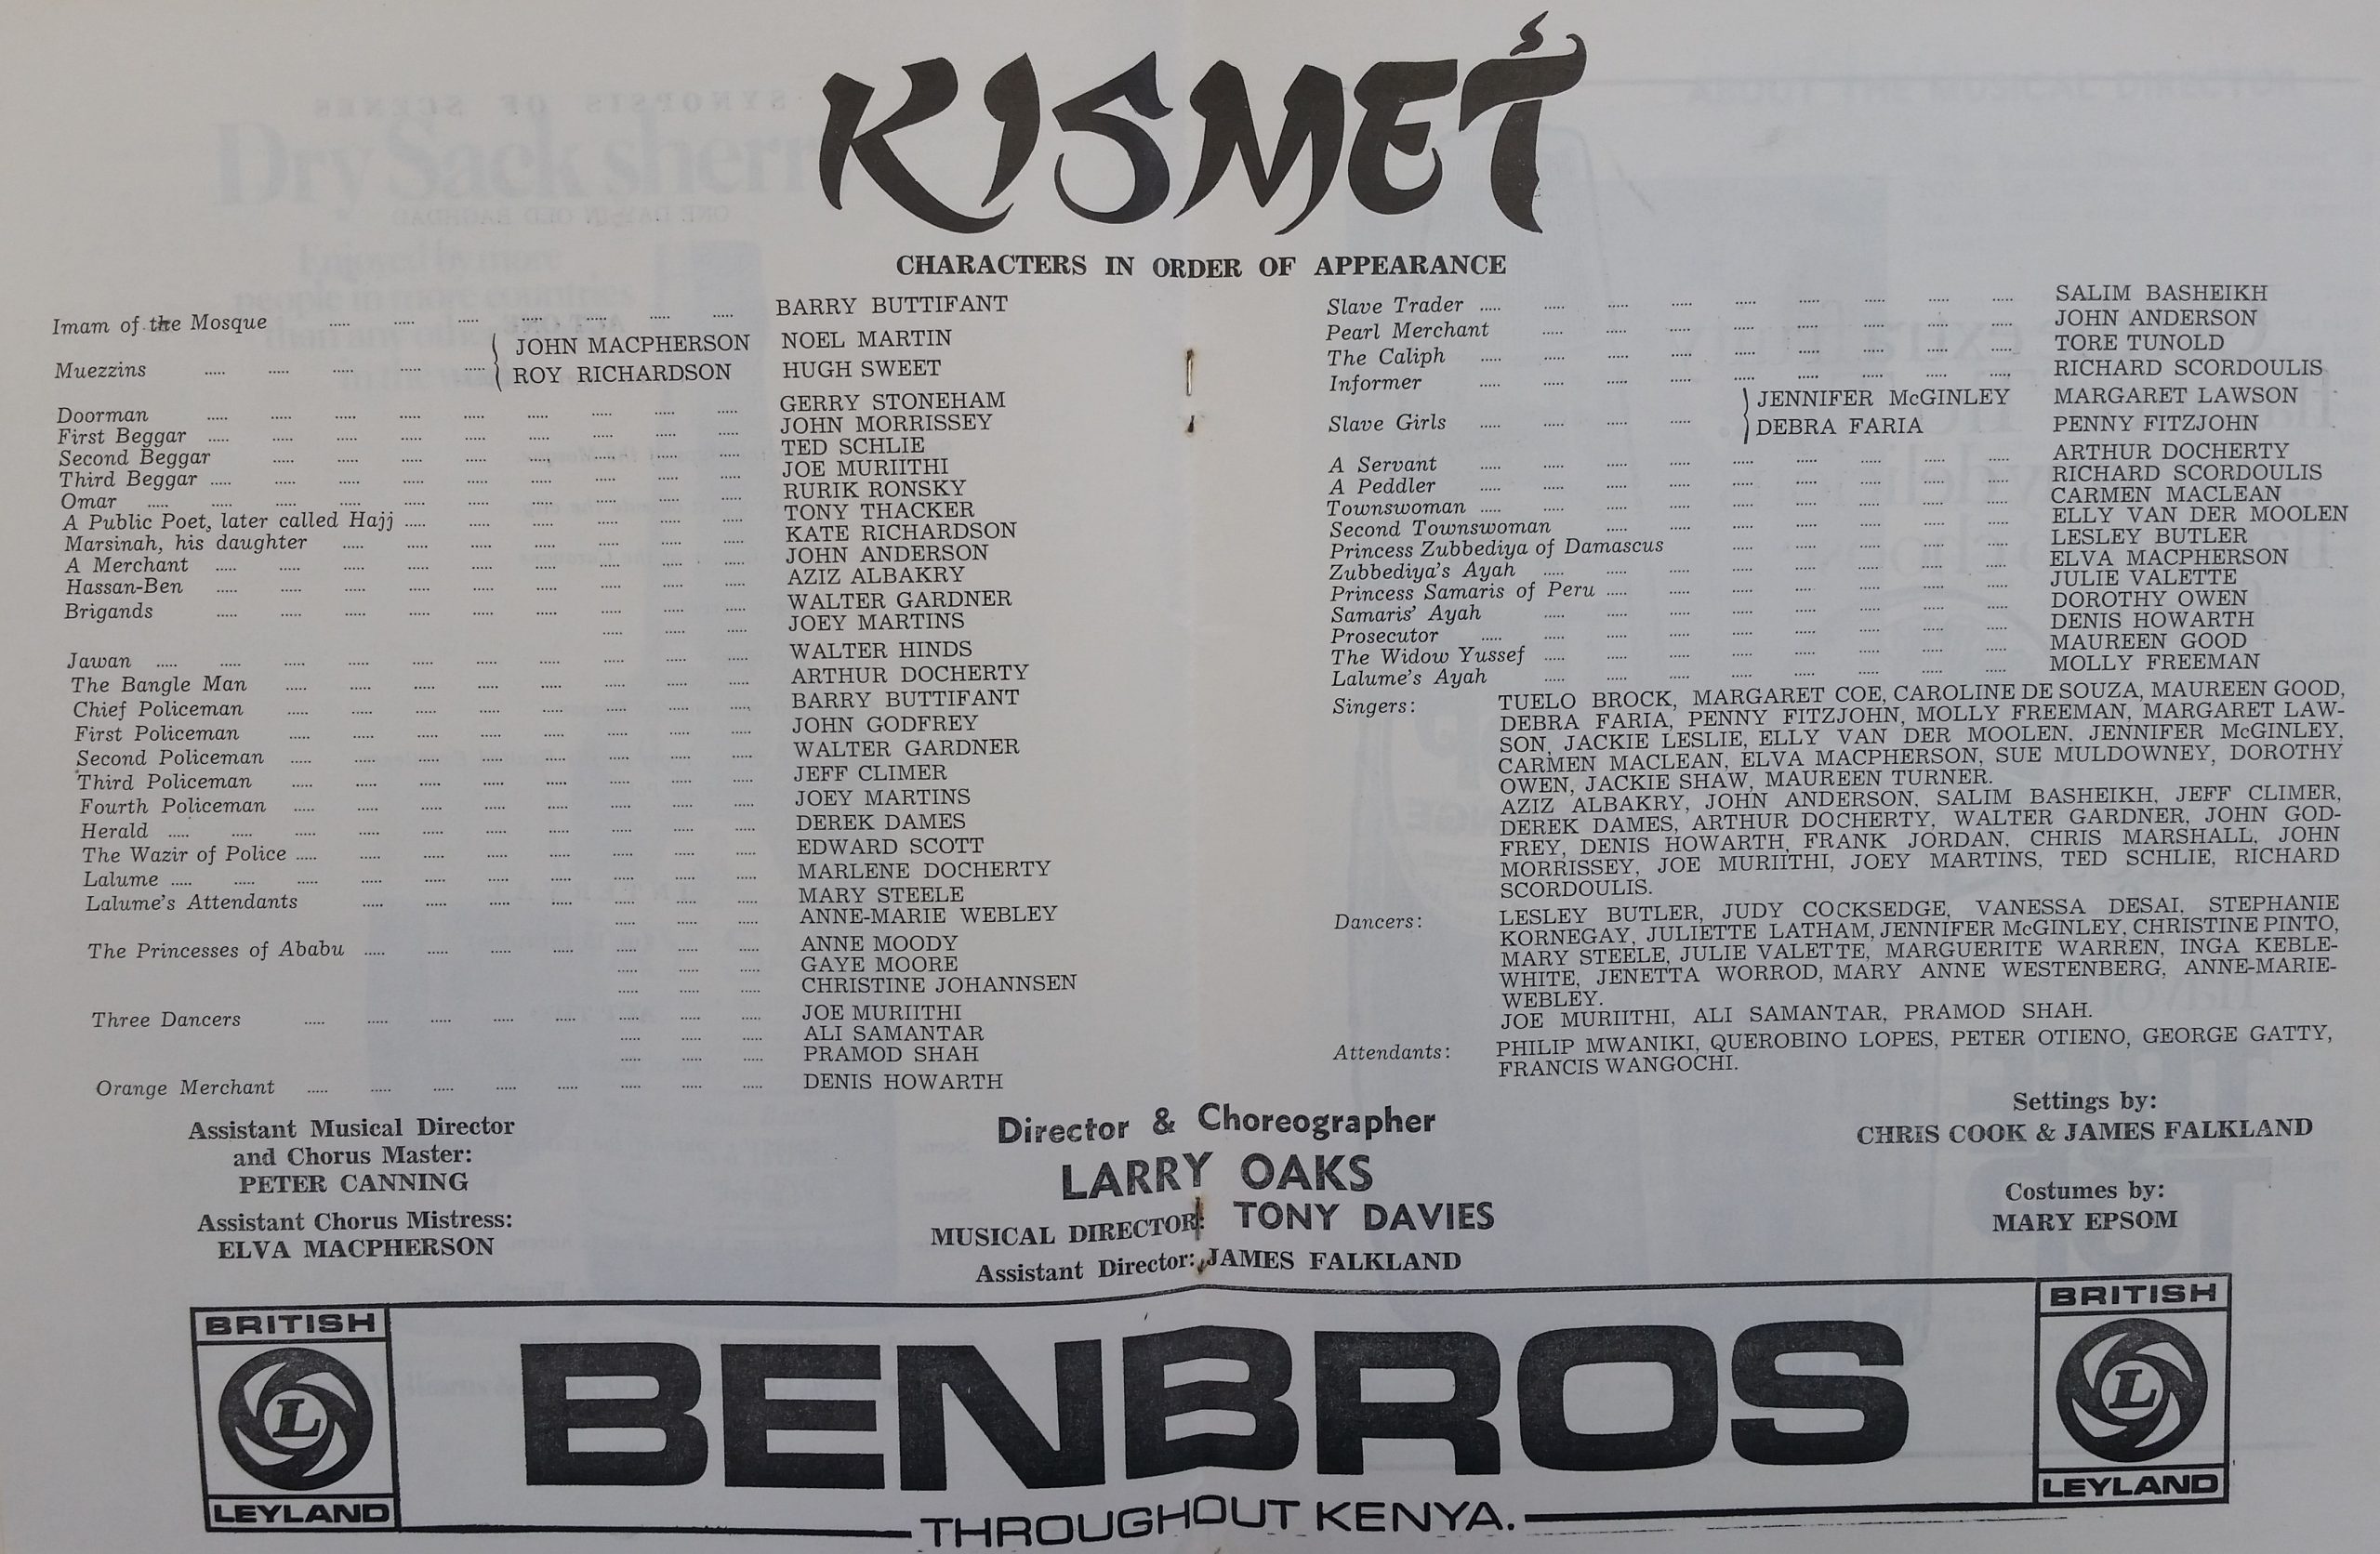 KISMET
CHARACTERS IN ORDER OF APPEARANCE
Imam of the Mosque ..... BARRY BUTTIFANT
Muezzins ..... { JOHN MACPHERSON NOEL MARTIN
ROY RICHARDSON HUGH SWEET
Doorman ..... GERRY STONEHAM
First Beggar ..... JOHN MORRISSEY
Second Beggar ..... TED SCHLIE
Third Beggar ..... JOE MURIITHI
Omar ..... RURIK RONSKY
A Public Poet, later called Hajj ..... TONY THACKER
Marsinah, his daughter ..... KATE RICHARDSON
A Merchant ..... JOHN ANDERSON
Hassan-Ben ..... AZIZ ALBAKRY
Brigands ..... WALTER GARDNER
..... JOEY MARTINS
Jawan ..... WALTER HINDS
The Bangle Man ..... ARTHUR DOCHERTY
Chief Policeman ..... BARRY BUTTIFANT
First Policeman ..... JOHN GODFREY
Second Policeman ..... WALTER GARDNER
Third Policeman ..... JEFF CLIMER
Fourth Policeman ..... JOEY MARTINS
Herald ..... DEREK DAMES
The Wazir of Police ..... EDWARD SCOTT
Lalume ..... MARLENE DOCHERTY
Lalume's Attendants ..... MARY STEELE
..... ANNE-MARIE WEBLEY
The Princesses of Ababu ..... ANNE MOODY
..... GAYE MOORE
..... CHRISTINE JOHANNSEN
Three Dancers ..... JOE MURIITHI
..... ALI SAMANTAR
..... PRAMOD SHAH
Orange Merchant ..... DENIS HOWARTH
Slave Trader ..... SALIM BASHEIKH
Pearl Merchant ..... JOHN ANDERSON
The Caliph ..... TORE TUNOLD
Informer ..... RICHARD SCORDOULIS
Slave Girls ..... } JENNIFER McGINLEY MARGARET LAWSON
DEBRA FARIA PENNY FITZJOHN
A Servant ..... ARTHUR DOCHERTY
A Peddler ..... RICHARD SCORDOULIS
Townswoman ..... CARMEN MACLEAN
Second Townswoman ..... ELLY VAN DER MOOLEN
Princess Zubbediya of Damascus ..... LESLEY BUTLER
Zubbediya's Ayah ..... ELVA MACPHERSON
Princess Samaris of Peru ..... JULIE VALETTE
Samaris' Ayah ..... DOROTHY OWEN
Prosecutor ..... DENIS HOWARTH
The Widow Yussef ..... MAUREEN GOOD
Lalume's Ayah ..... MOLLY FREEMAN
Singers: TUELO BROCK, MARGARET COE, CAROLINE DE SOUZA, MAUREEN GOOD,
DEBRA FARIA, PENNY FITZJOHN, MOLLY FREEMAN, MARGARET LAW-
SON, JACKIE LESLIE, ELLY VAN DER MOOLEN, JENNIFER McGINLEY,
CARMEN MACLEAN, ELVA MACPHERSON, SUE MULDOWNEY, DOROTHY
OWEN, JACKIE SHAW, MAUREEN TURNER.
AZIZ ALBAKRY, JOHN ANDERSON, SALIM BASHEIKH, JEFF CLIMER,
DEREK DAMES, ARTHUR DOCHERTY, WALTER GARDNER, JOHN GOD-
FREY, DENIS HOWARTH, FRANK JORDAN, CHRIS MARSHALL, JOHN
MORRISSEY, JOE MURIITHI, JOEY MARTINS, TED SCHLIE, RICHARD
SCORDOULIS.
Dancers: LESLEY BUTLER, JUDY COCKSEDGE, VANESSA DESAI, STEPHANIE
KORNEGAY, JULIETTE LATHAM, JENNIFER McGINLEY, CHRISTINE PINTO,
MARY STEELE, JULIE VALETTE, MARGUERITE WARREN, INGA KEBLE-
WHITE, JENETTA WORROD, MARY ANNE WESTENBERG, ANNE-MARIE-
WEBLEY.
JOE MURIITHI, ALI SAMANTAR, PRAMOD SHAH.
Attendants: PHILIP MWANIKI, QUEROBINO LOPES, PETER OTIENO, GEORGE GATTY,
FRANCIS WANGOCHI.
Assistant Musical Director
and Chorus Master:
PETER CANNING
Assistant Chorus Mistress:
ELVA MACPHERSON
Director & Choreographer
LARRY OAKS
MUSICAL DIRECTOR: TONY DAVIES
Assistant Director: JAMES FALKLAND
Settings by:
CHRIS COOK & JAMES FALKLAND
Costumes by:
MARY EPSOM
BRITISH
L
LEYLAND
BENBROS
THROUGHOUT KENYA.
BRITISH
L
LEYLAND